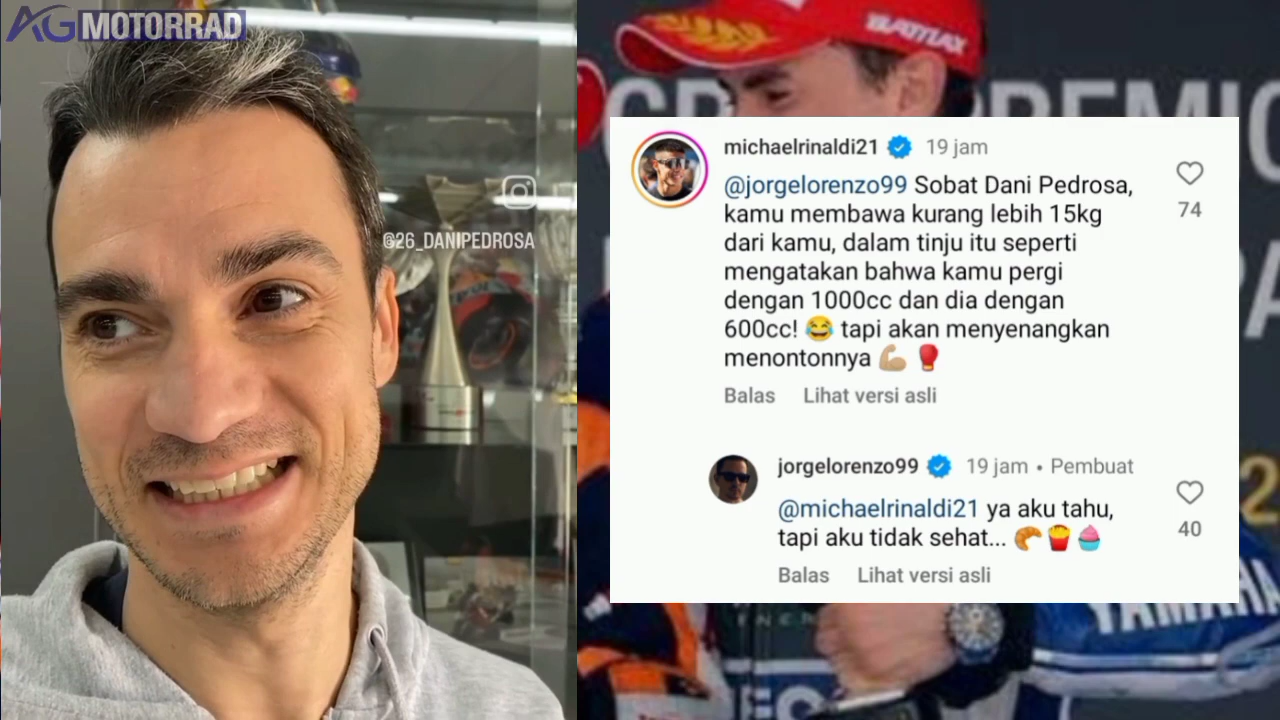 AG MOTORRAD
@26_DANIPEDROSA
BATTLAX
michaelrinaldi21 19 jam
@jorgelorenzo99 Sobat Dani Pedrosa,
kamu membawa kurang lebih 15kg
dari kamu, dalam tinju itu seperti
mengatakan bahwa kamu pergi
dengan 1000cc dan dia dengan
600cc! 😂 tapi akan menyenangkan
menontonnya 💪🏼 🥊
74
Balas Lihat versi asli
jorgelorenzo99 19 jam • Pembuat
@michaelrinaldi21 ya aku tahu,
tapi aku tidak sehat... 🥐🍟🧁
40
Balas Lihat versi asli
YAMAHA